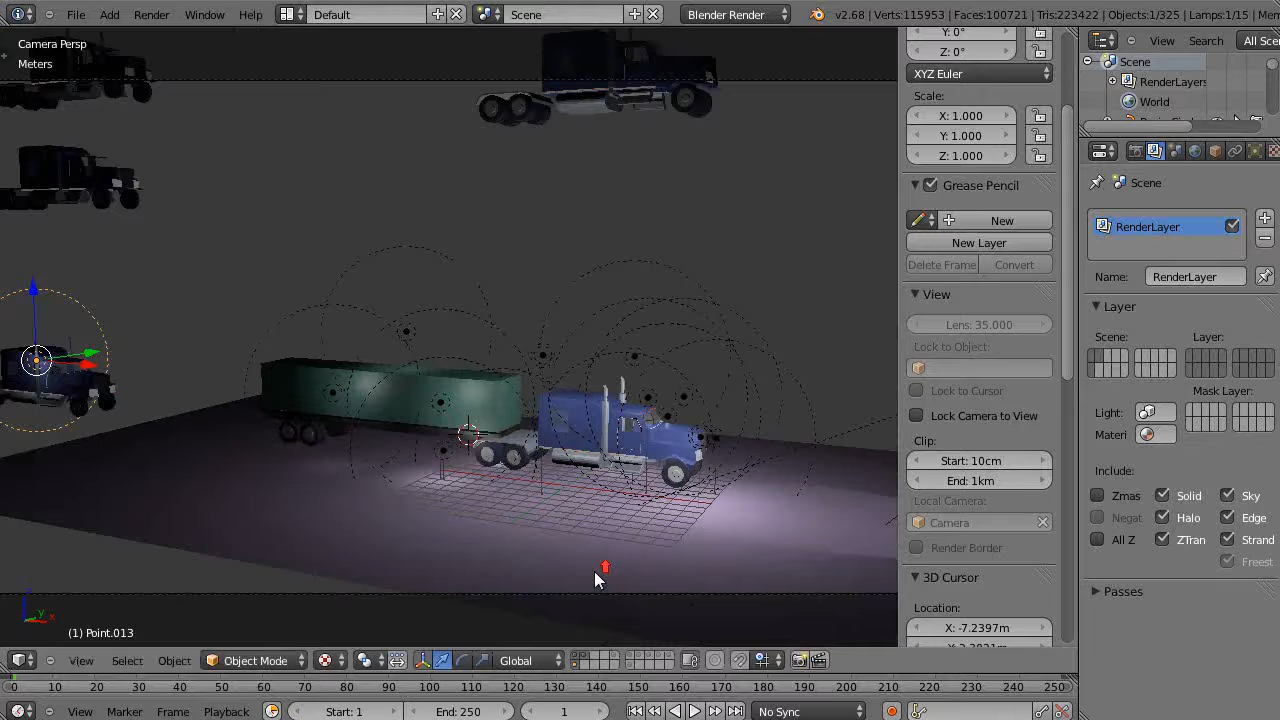 File Add Render Window Help Default Scene Blender Render v2.68 | Verts:115953 | Faces:100721 | Tris:223422 | Objects:1/325 | Lamps:1/15 | Mem
Camera Persp
Meters
(1) Point.013
Y: 0°
Z: 0°
XYZ Euler
Scale:
X: 1.000
Y: 1.000
Z: 1.000
Grease Pencil
New
New Layer
Delete Frame Convert
View
Lens: 35.000
Lock to Object:
Lock to Cursor
Lock Camera to View
Clip:
Start: 10cm
End: 1km
Local Camera:
Camera
Render Border
3D Cursor
Location:
X: -7.2397m
View Search All Sce
Scene
RenderLayers
World
Scene
RenderLayer
Name: RenderLayer
Layer
Scene: Layer:
Mask Layer:
Light:
Materi
Include:
Zmas Solid Sky
Negat Halo Edge
All Z ZTran Strand
Freest
Passes
View Select Object Object Mode Global
0 10 20 30 40 50 60 70 80 90 100 110 120 130 140 150 160 170 180 190 200 210 220 230 240 250
View Marker Frame Playback Start: 1 End: 250 1 No Sync